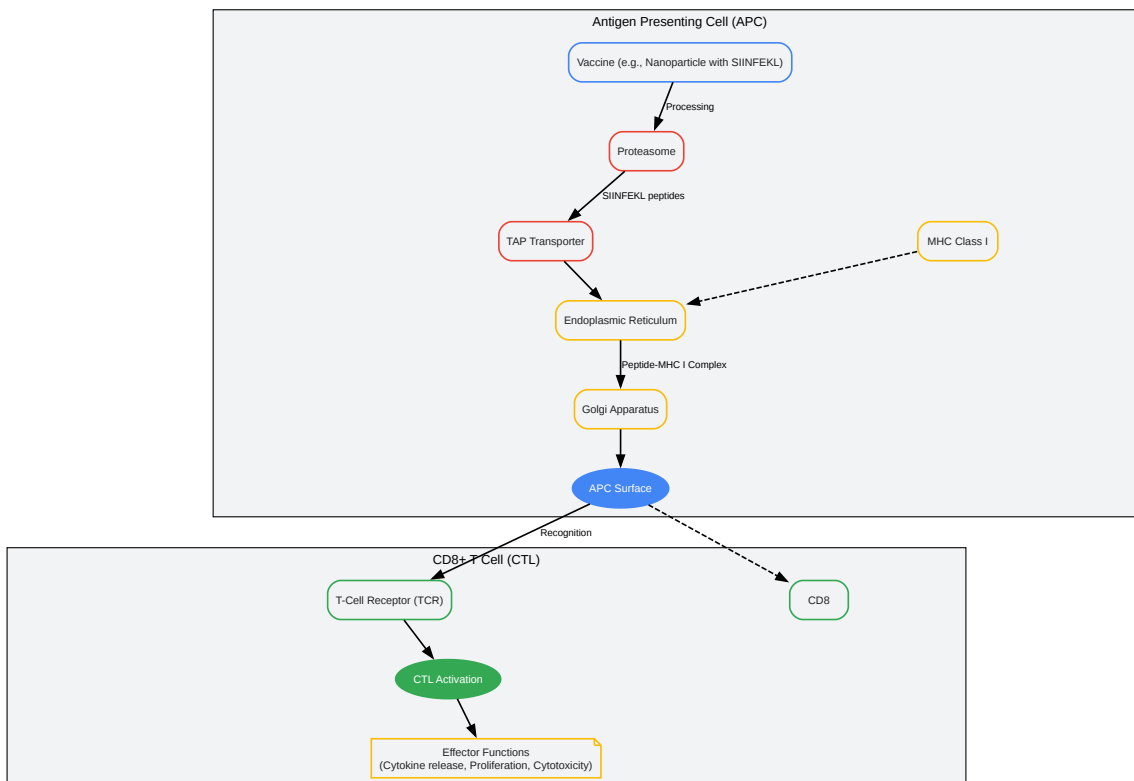 Antigen Presenting Cell (APC)
Vaccine (e.g., Nanoparticle with SIINFEKL)
Processing
Proteasome
SIINFEKL peptides
TAP Transporter
MHC Class I
Endoplasmic Reticulum
Peptide-MHC I Complex
Golgi Apparatus
APC Surface
Recognition
CD8+ T Cell (CTL)
T-Cell Receptor (TCR)
CD8
CTL Activation
Effector Functions
(Cytokine release, Proliferation, Cytotoxicity)